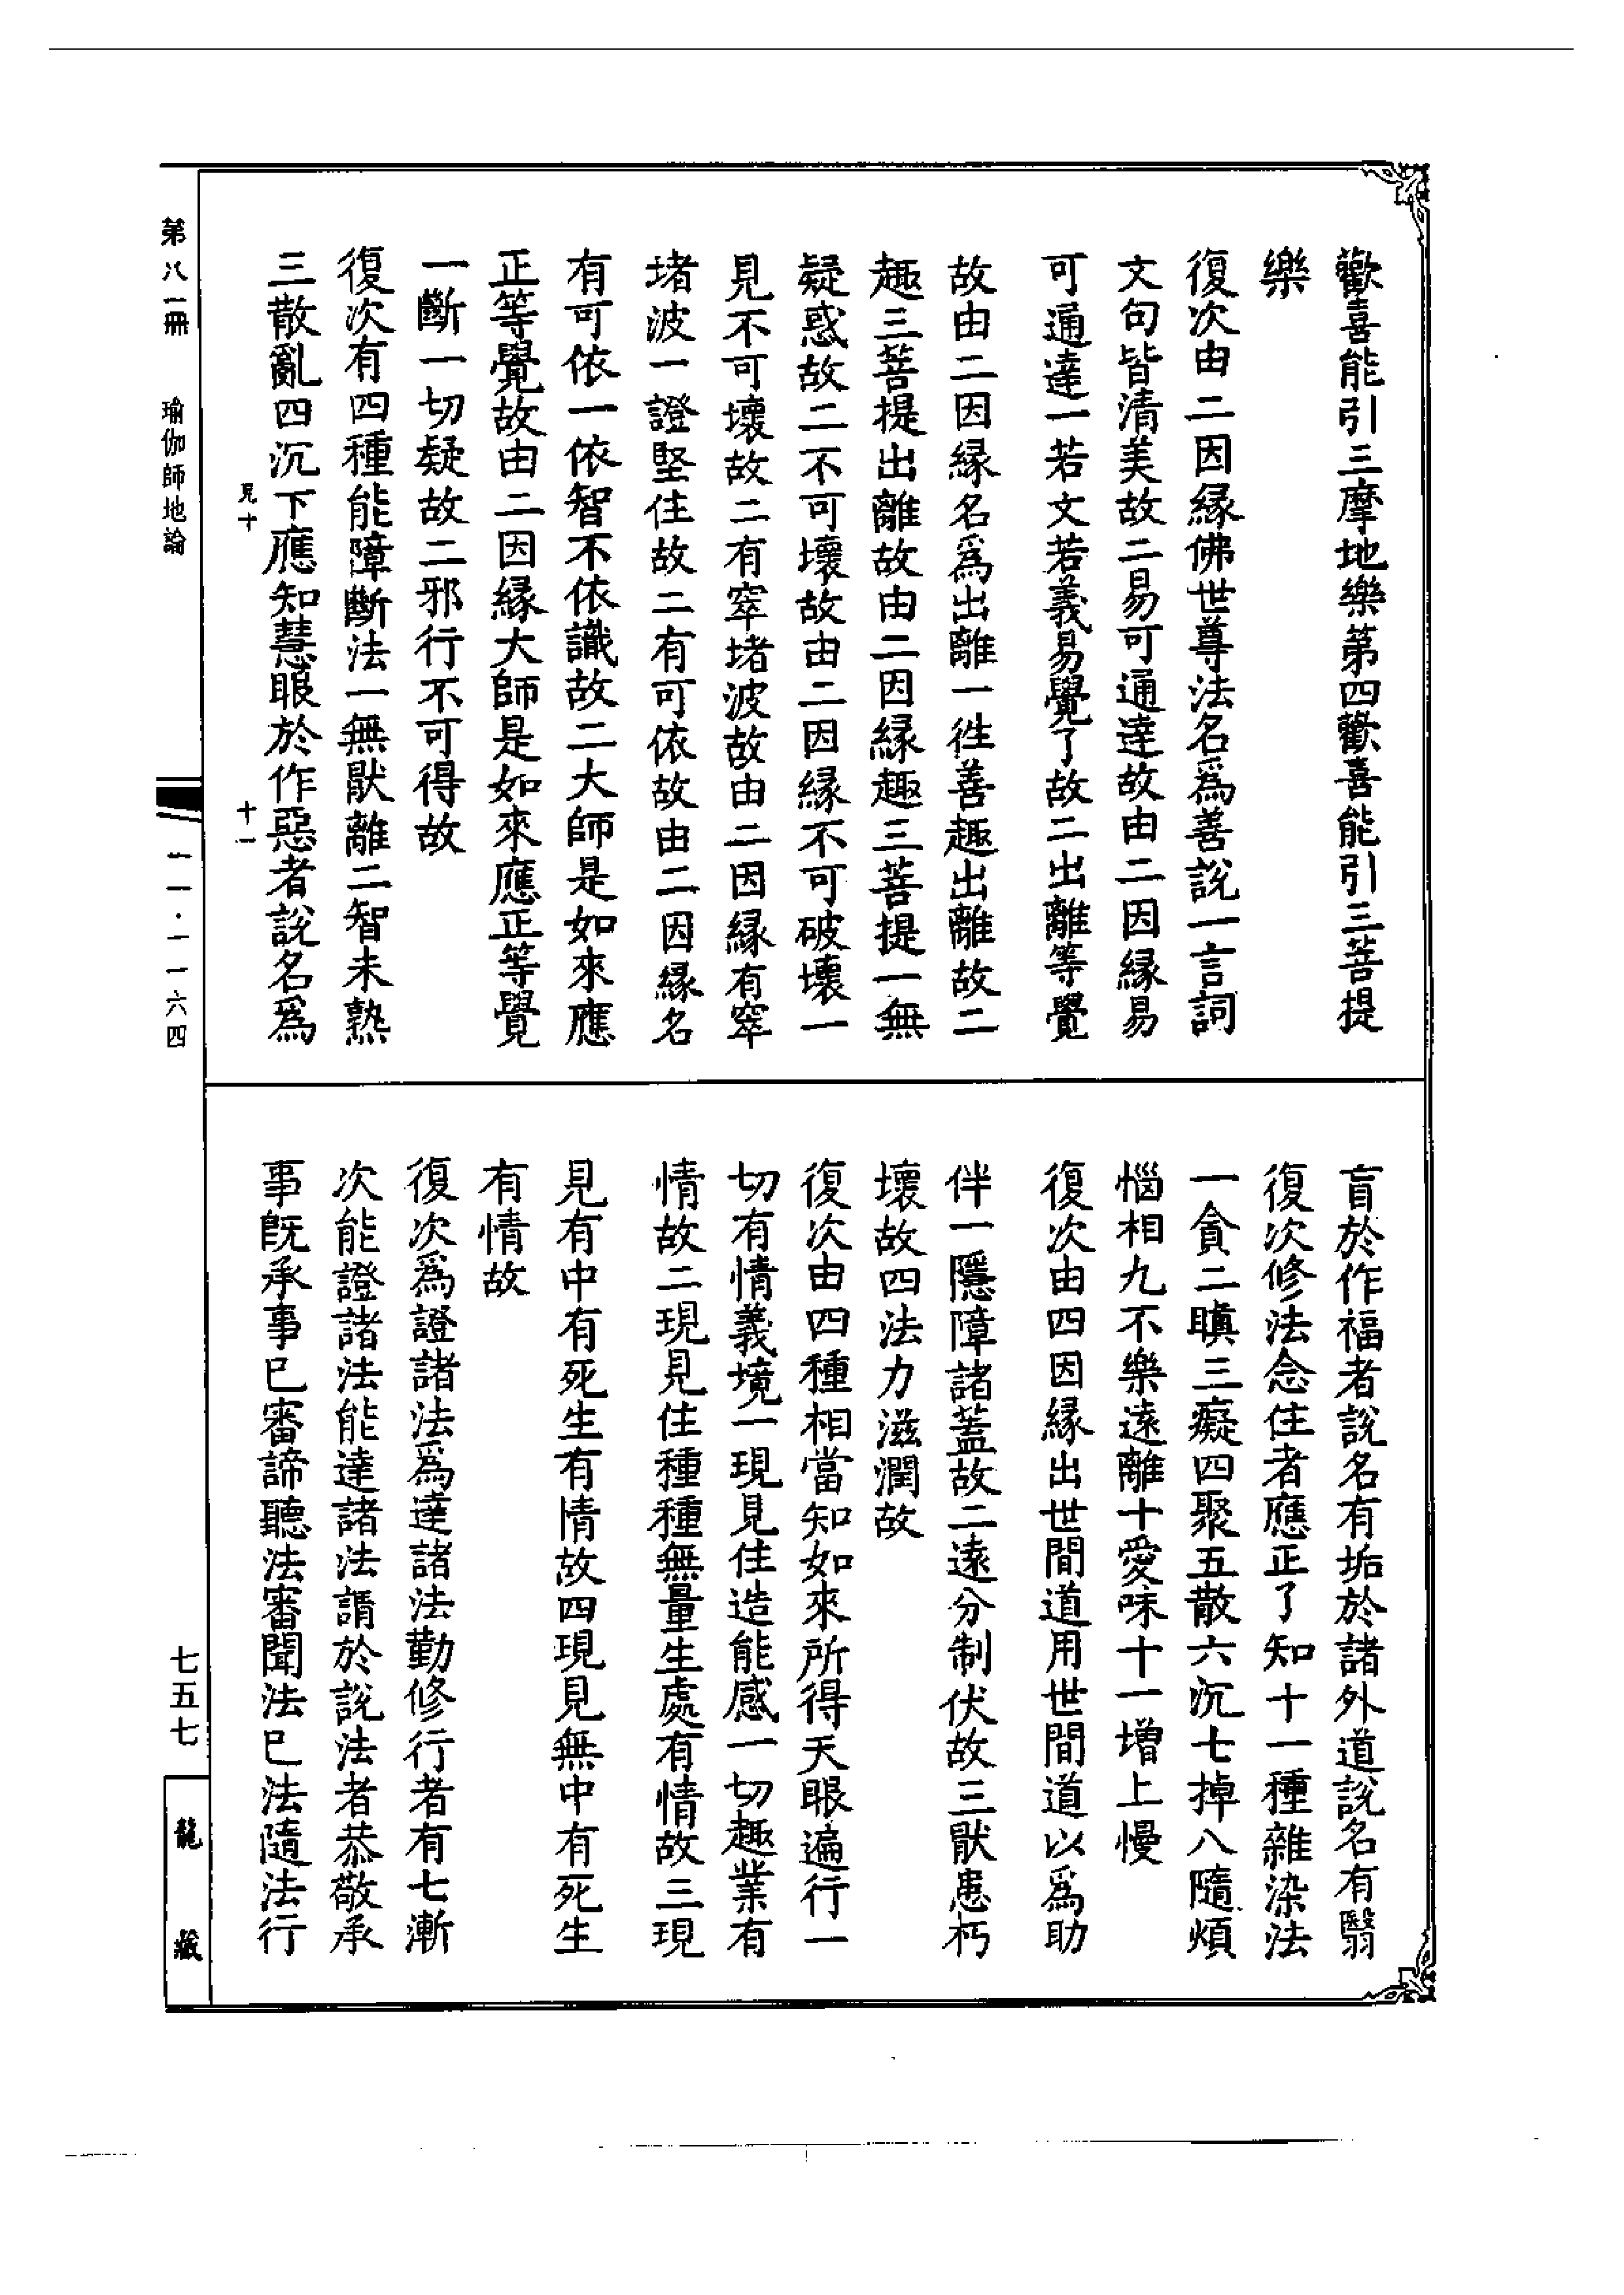 歡喜能引三摩地樂第四歡喜能引三菩提
樂
復次由二因緣佛世尊法名爲善說一言詞
文句皆清美故二易可通達故由二因緣易
可通達一若文若義易覺了故二出離等覺
故由二因緣名爲出離一徃善趣出離故二
趣三菩提出離故由二因緣趣三菩提一無
疑惑故二不可壞故由二因緣不可破壞一
見不可壞故二有窣堵波故由二因緣有窣
堵波一證堅住故二有可依故由二因緣名
有可依一依智不依識故二大師是如來應
正等覺故由二因緣大師是如來應正等覺
一斷一切疑故二邪行不可得故
復次有四種能障斷法一無猒離二智未熟
三散亂四沉下應知慧眼於作惡者說名爲
見十　十一
盲於作福者說名有垢於諸外道說名有翳
復次修法念住者應正了知十一種雜染法
一貪二瞋三癡四聚五散六沉七掉八隨煩
惱相九不樂遠離十愛味十一增上慢
復次由四因緣出世間道用世間道以爲助
伴一隱障諸蓋故二遠分制伏故三猒患朽
壞故四法力滋潤故
復次由四種相當知如來所得天眼遍行一
切有情義境一現見住造能感一切趣業有
情故二現見住種種無量生處有情故三現
見有中有死生有情故四現見無中有死生
有情故
復次爲證諸法爲達諸法勤修行者有七漸
次能證諸法能達諸法謂於說法者恭敬承
事旣承事已審諦聽法審聞法已法隨法行
第八一冊　瑜伽師地論
一一·一一六四
七五七
龍藏